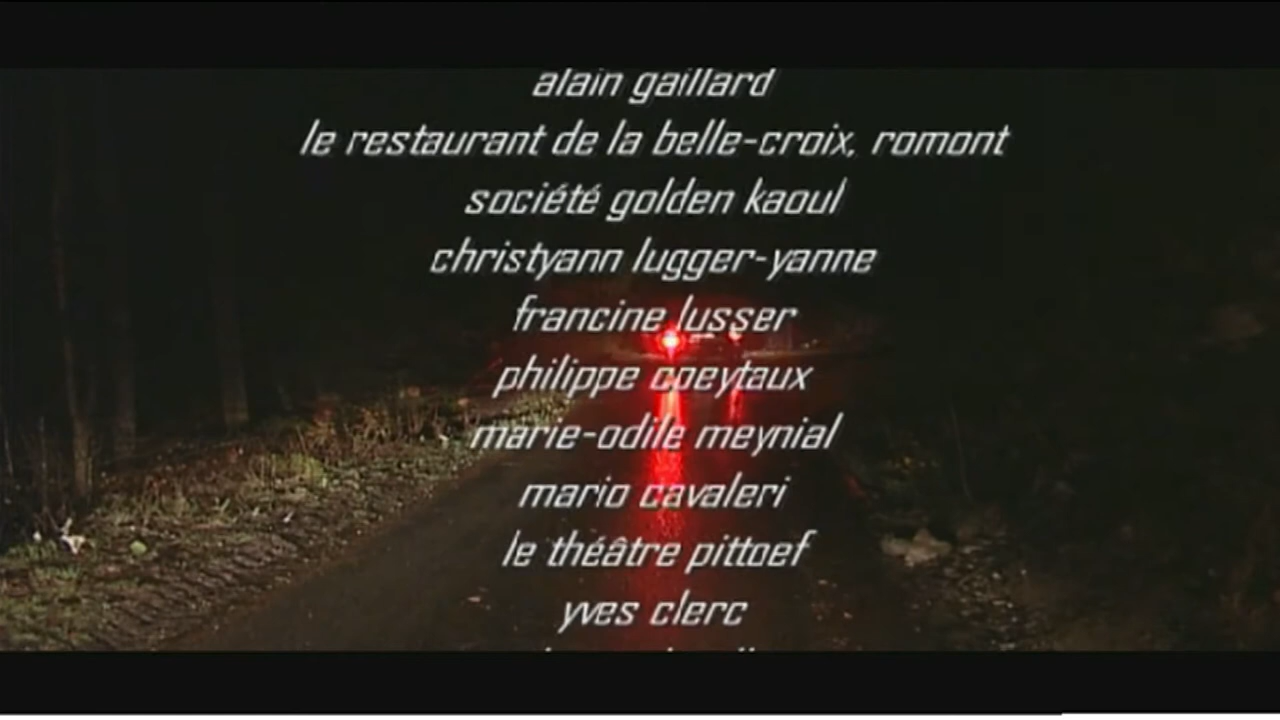 alain gaillard
le restaurant de la belle-croix, romont
société golden kaoul
christyann lugger-yanne
francine lusser
philippe coeytaux
marie-odile meynial
mario cavaleri
le théâtre pittoef
yves clerc